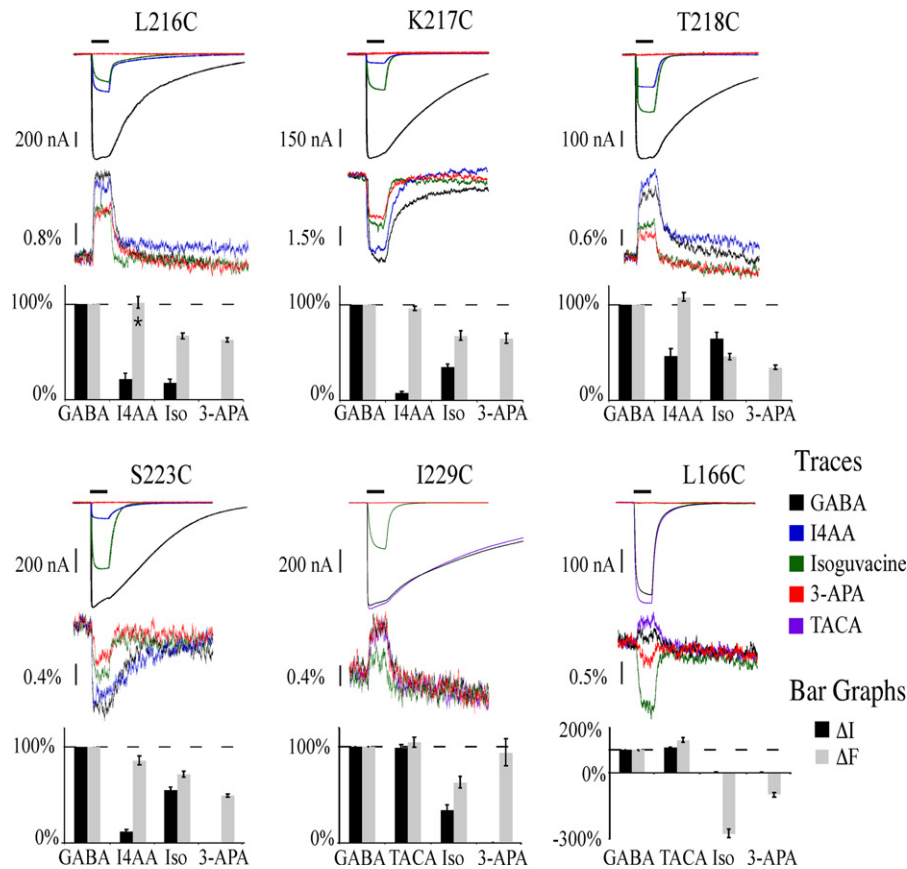 L216C
K217C
T218C
200 nA
150 nA
100 nA
0.8%
1.5%
0.6%
100%
*
0%
GABA I4AA Iso 3-APA
100%
0%
GABA I4AA Iso 3-APA
100%
0%
GABA I4AA Iso 3-APA
S223C
I229C
L166C
200 nA
200 nA
100 nA
0.4%
0.4%
0.5%
100%
0%
GABA I4AA Iso 3-APA
100%
0%
GABA TACA Iso 3-APA
200%
0%
-300%
GABA TACA Iso 3-APA
Traces
GABA
I4AA
Isoguvacine
3-APA
TACA
Bar Graphs
ΔI
ΔF